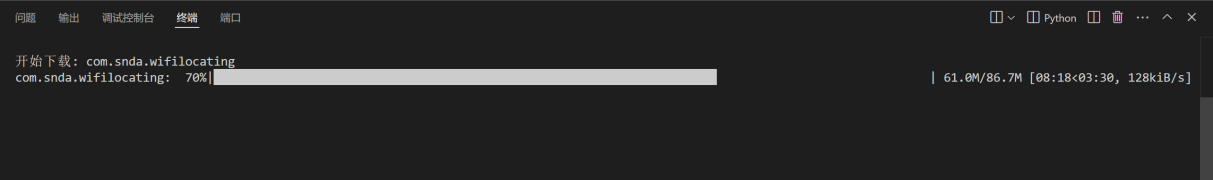 问题 输出 调试控制台 终端 端口 Python
开始下载: com.snda.wifilocating
com.snda.wifilocating: 70%| | 61.0M/86.7M [08:18<03:30, 128kiB/s]